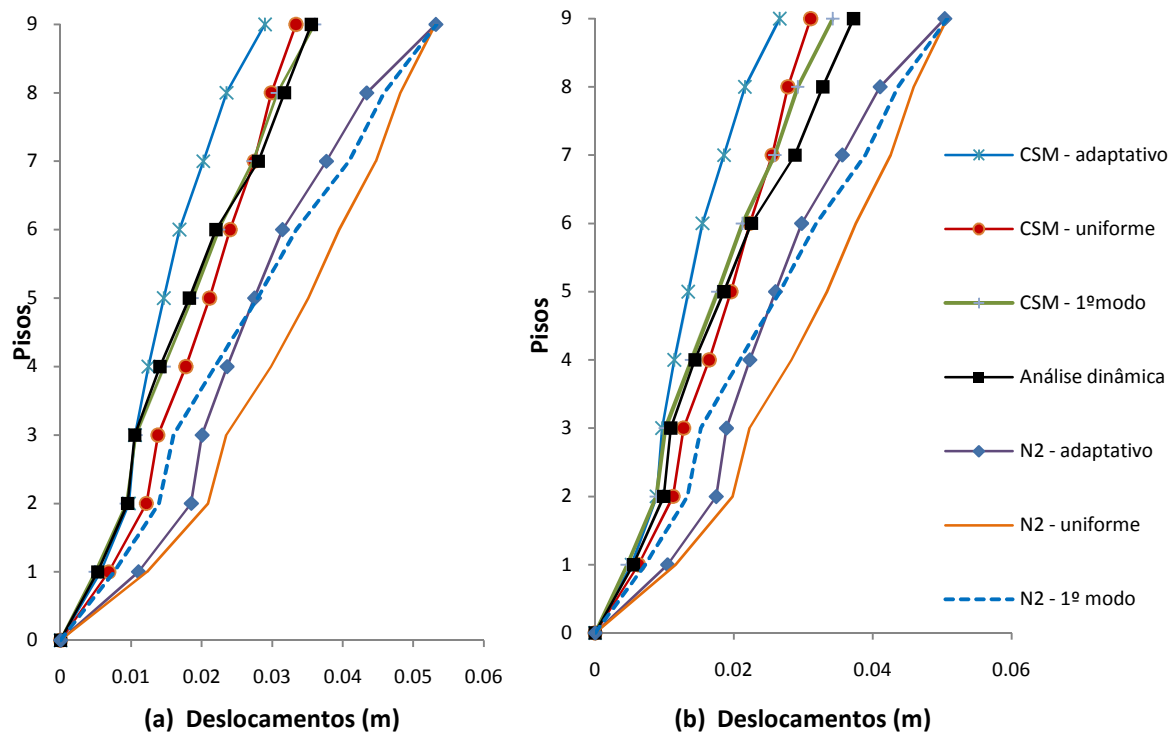 9
8
7
6
5
4
3
2
1
0
Pisos
0
0.01
0.02
0.03
0.04
0.05
0.06
(a) Deslocamentos (m)
9
8
7
6
5
4
3
2
1
0
Pisos
0
0.02
0.04
0.06
(b) Deslocamentos (m)
CSM - adaptativo
CSM - uniforme
CSM - 1ºmodo
Análise dinâmica
N2 - adaptativo
N2 - uniforme
N2 - 1º modo